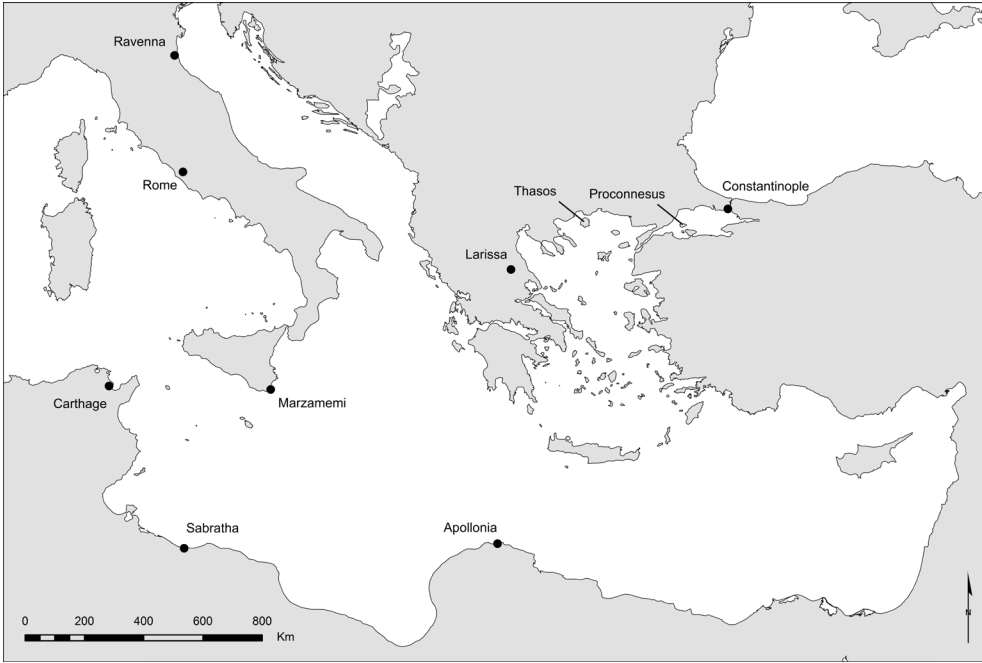 Ravenna
Rome
Thasos
Proconnesus
Constantinople
Larissa
Carthage
Marzamemi
Sabratha
Apollonia
0 200 400 600 800
Km
N